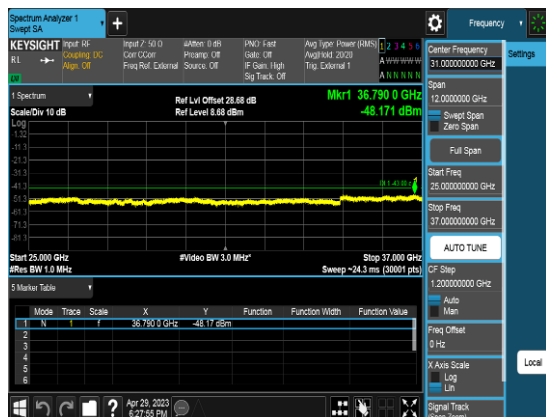 Spectrum Analyzer 1
Swept SA
Frequency
KEYSIGHT
RL
Input: RF
Coupling: DC
Align: Off
Input Z: 50 Ω
Corr CCorr
Freq Ref: External
#Atten: 0 dB
Preamp: Off
Source: Off
PNO: Fast
Gate: Off
IF Gain: High
Sig Track: Off
Avg Type: Power (RMS)
Avg|Hold: 20/20
Trig: External 1
1 2 3 4 5 6
A W W W W W
A N N N N N
1 Spectrum
Scale/Div 10 dB
Log
Ref Lvl Offset 28.68 dB
Ref Level 8.68 dBm
Mkr1 36.790 0 GHz
-48.171 dBm
-1.32
-11.3
-21.3
-31.3
-41.3
-51.3
-61.3
-71.3
-81.3
DL1 -43.00
Start 25.000 GHz
#Res BW 1.0 MHz
#Video BW 3.0 MHz*
Stop 37.000 GHz
Sweep ~24.3 ms (30001 pts)
5 Marker Table
Mode Trace Scale X Y Function Function Width Function Value
1 N 1 f 36.790 0 GHz -48.17 dBm
2
3
4
5
6
Apr 29, 2023
6:27:55 PM
Center Frequency
31.000000000 GHz
Span
12.0000000 GHz
Swept Span
Zero Span
Full Span
Start Freq
25.000000000 GHz
Stop Freq
37.000000000 GHz
AUTO TUNE
CF Step
1.200000000 GHz
Auto
Man
Freq Offset
0 Hz
X Axis Scale
Log
Lin
Signal Track
(Span Zoom)
Settings
Local